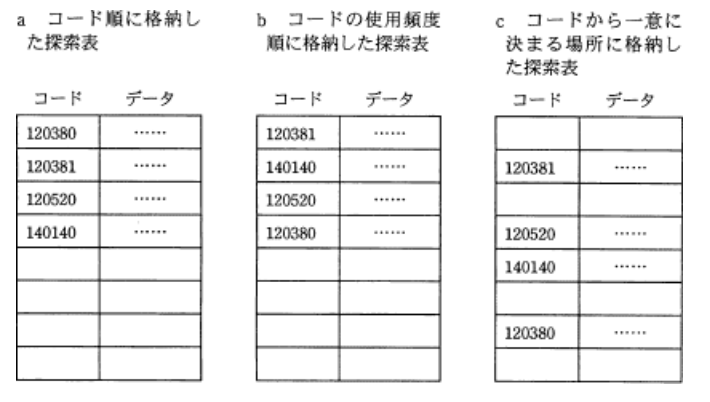 a　コード順に格納し
た探索表
コード　データ
120380　……
120381　……
120520　……
140140　……
b　コードの使用頻度
順に格納した探索表
コード　データ
120381　……
140140　……
120520　……
120380　……
c　コードから一意に
決まる場所に格納し
た探索表
コード　データ
120381　……
120520　……
140140　……
120380　……